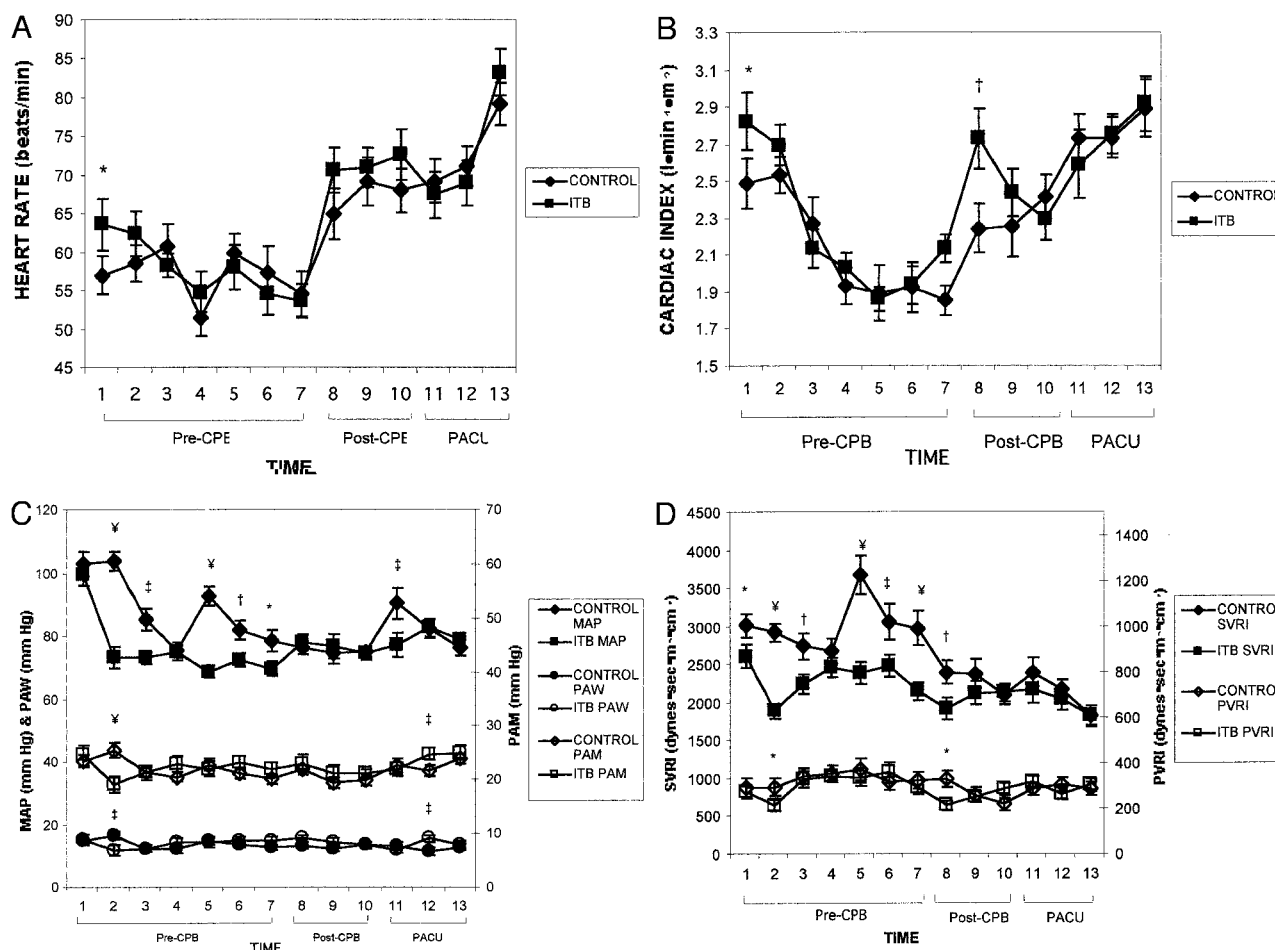 A
HEART RATE (beats/min)
90
85
80
75
70
65
60
55
50
45
*
1 2 3 4 5 6 7 8 9 10 11 12 13
Pre-CPE Post-CPE PACU
TIME
CONTROL
ITB
B
CARDIAC INDEX
3.3
3.1
2.9
2.7
2.5
2.3
2.1
1.9
1.7
1.5
* †
1 2 3 4 5 6 7 8 9 10 11 12 13
Pre-CPB Post-CPB PACU
TIME
CONTROL
ITB
C
MAP (mm Hg) & PAW (mm Hg)
120
100
80
60
40
20
0
PAM (mm Hg)
70
60
50
40
30
20
10
0
¥ ‡ ¥ † * ‡
¥ ‡
‡ ‡
1 2 3 4 5 6 7 8 9 10 11 12 13
Pre-CPB Post-CPB PACU
TIME
CONTROL
MAP
ITB MAP
CONTROL
PAW
ITB PAW
CONTROL
PAM
ITB PAM
D
SVRI
4500
4000
3500
3000
2500
2000
1500
1000
500
0
PVRI
1400
1200
1000
800
600
400
200
0
* ¥ † ¥ ‡ ¥ †
* *
1 2 3 4 5 6 7 8 9 10 11 12 13
Pre-CPB Post-CPB PACU
TIME
CONTRO
SVRI
ITB SVRI
CONTRO
PVRI
ITB PVRI